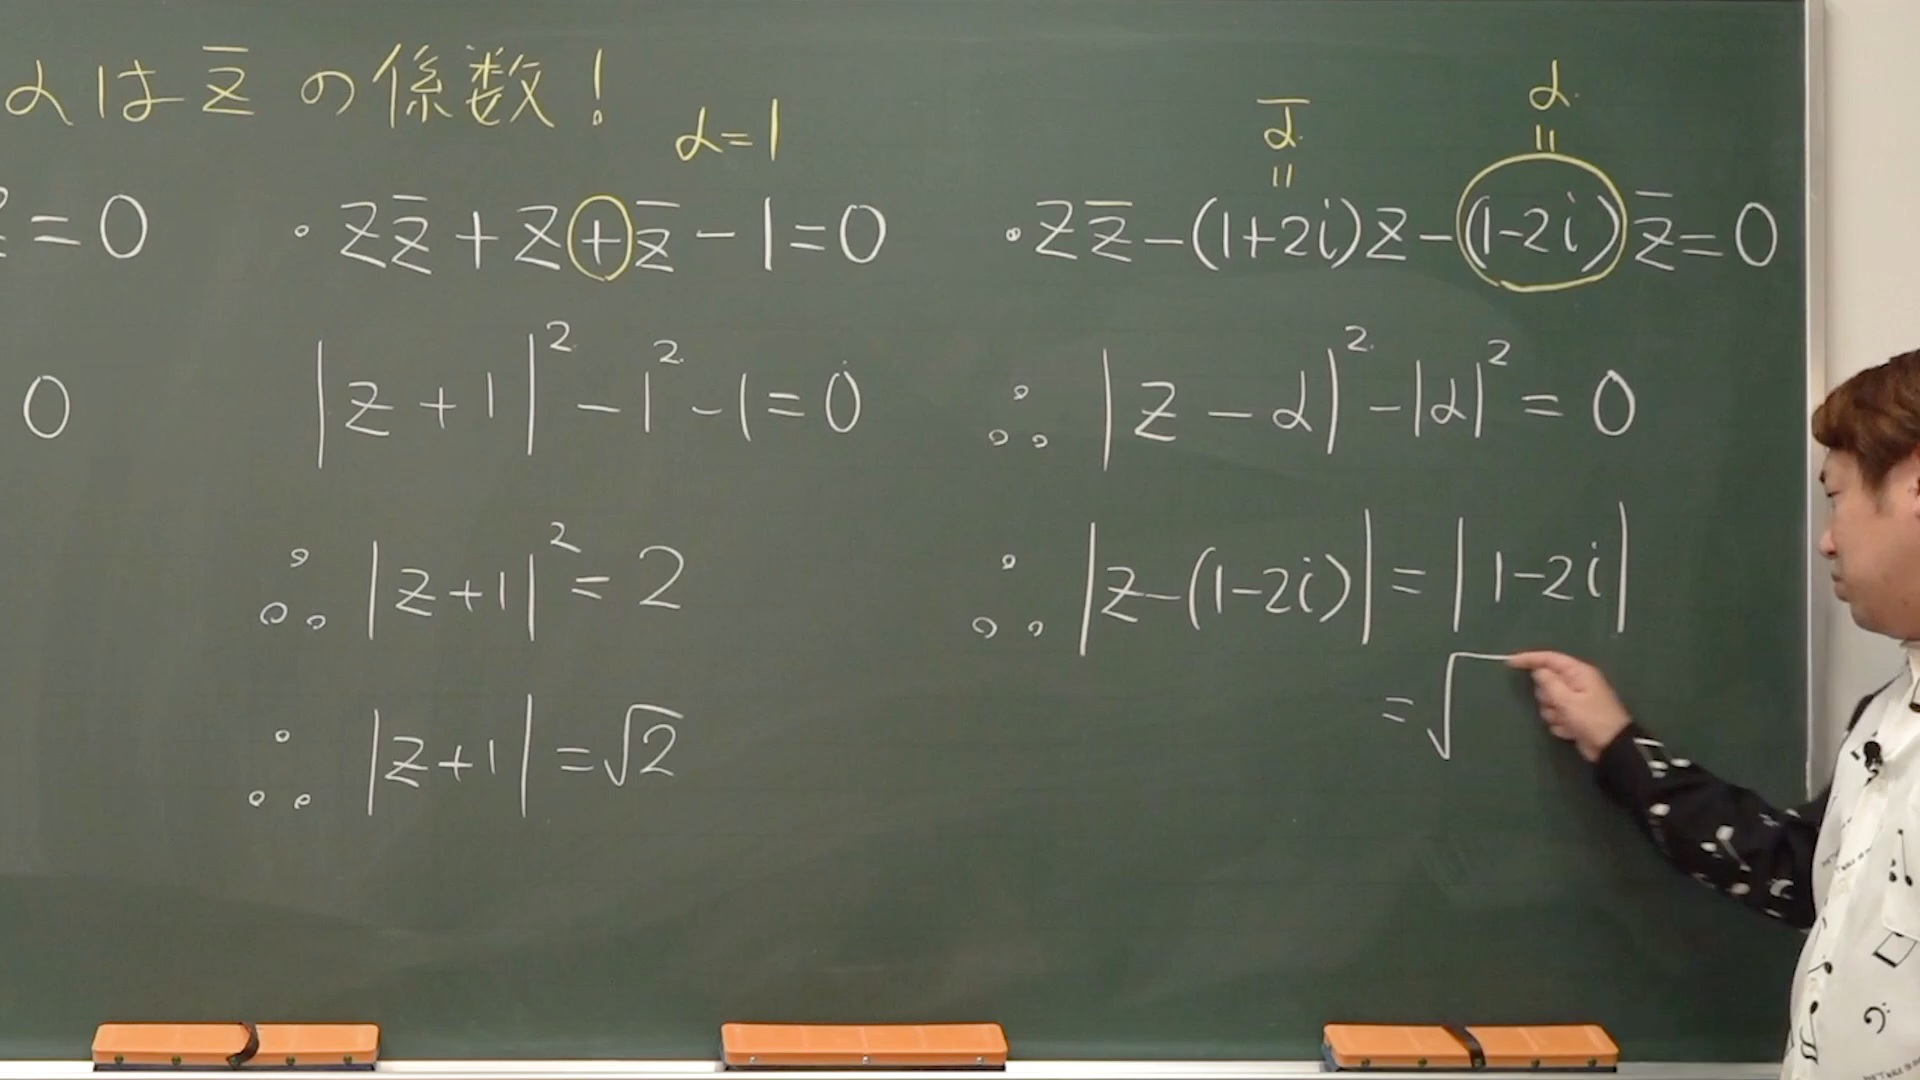 αはz̅の係数！
α=1
α̅
=
α
=
=0
・zz̅+z+z̅-1=0
・zz̅-(1+2i)z-(1-2i)z̅=0
0
|z+1|²-1²-1=0
∴|z-α|²-|α|²=0
∴|z+1|²=2
∴|z-(1-2i)|=|1-2i|
=√
∴|z+1|=√2